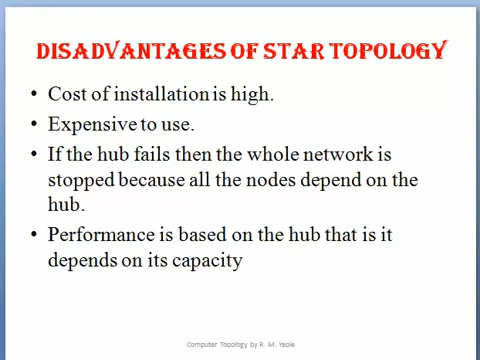 DISADVANTAGES OF STAR TOPOLOGY
• Cost of installation is high.
• Expensive to use.
• If the hub fails then the whole network is
stopped because all the nodes depend on the
hub.
• Performance is based on the hub that is it
depends on its capacity
Computer Topology by R. M. Yeole